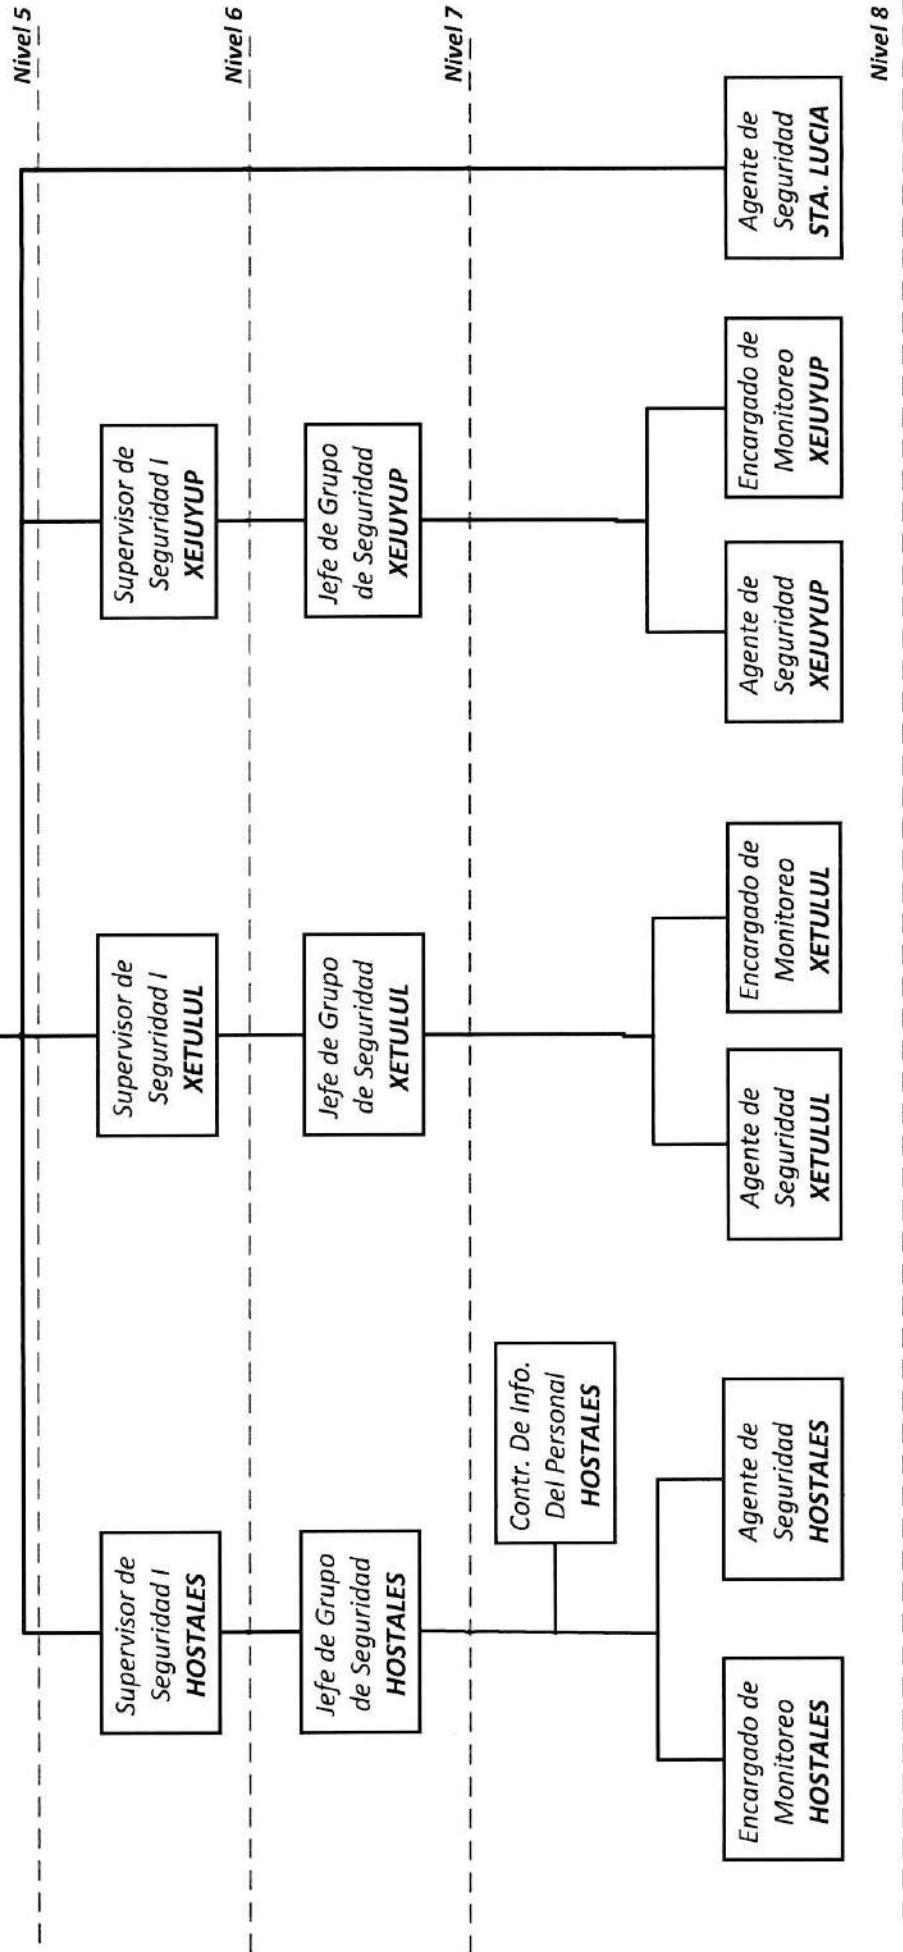 Nivel 5
Supervisor de
Seguridad I
HOSTALES
Supervisor de
Seguridad I
XETULUL
Supervisor de
Seguridad I
XEJUYUP
Nivel 6
Jefe de Grupo
de Seguridad
HOSTALES
Jefe de Grupo
de Seguridad
XETULUL
Jefe de Grupo
de Seguridad
XEJUYUP
Nivel 7
Contr. De Info.
Del Personal
HOSTALES
Encargado de
Monitoreo
HOSTALES
Agente de
Seguridad
HOSTALES
Agente de
Seguridad
XETULUL
Encargado de
Monitoreo
XETULUL
Agente de
Seguridad
XEJUYUP
Encargado de
Monitoreo
XEJUYUP
Agente de
Seguridad
STA. LUCIA
Nivel 8